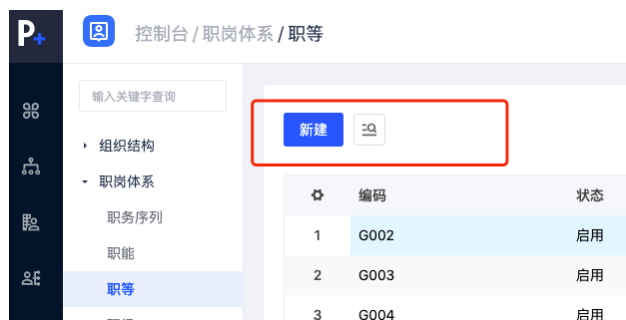 P+
控制台 / 职岗体系 / 职等
输入关键字查询
新建
组织结构
职岗体系
编码
状态
职务序列
1
G002
启用
职能
2
G003
启用
职等
3
G004
启用